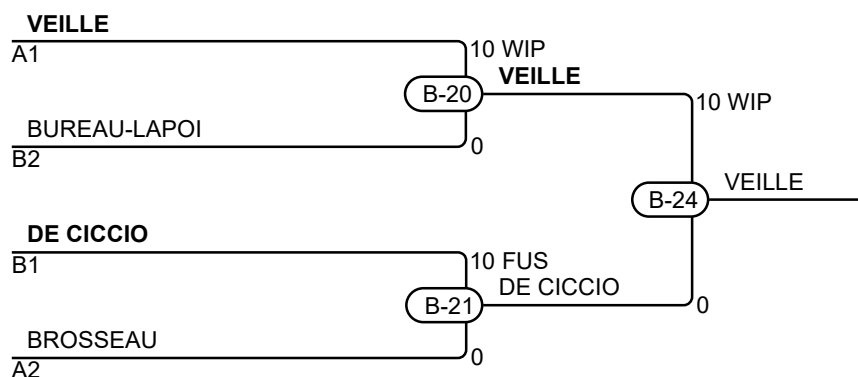 VEILLE
A1
10 WIP
B-20
VEILLE
BUREAU-LAPOI
B2
0
10 WIP
B-24
VEILLE
DE CICCIO
B1
10 FUS
B-21
DE CICCIO
0
BROSSEAU
A2
0